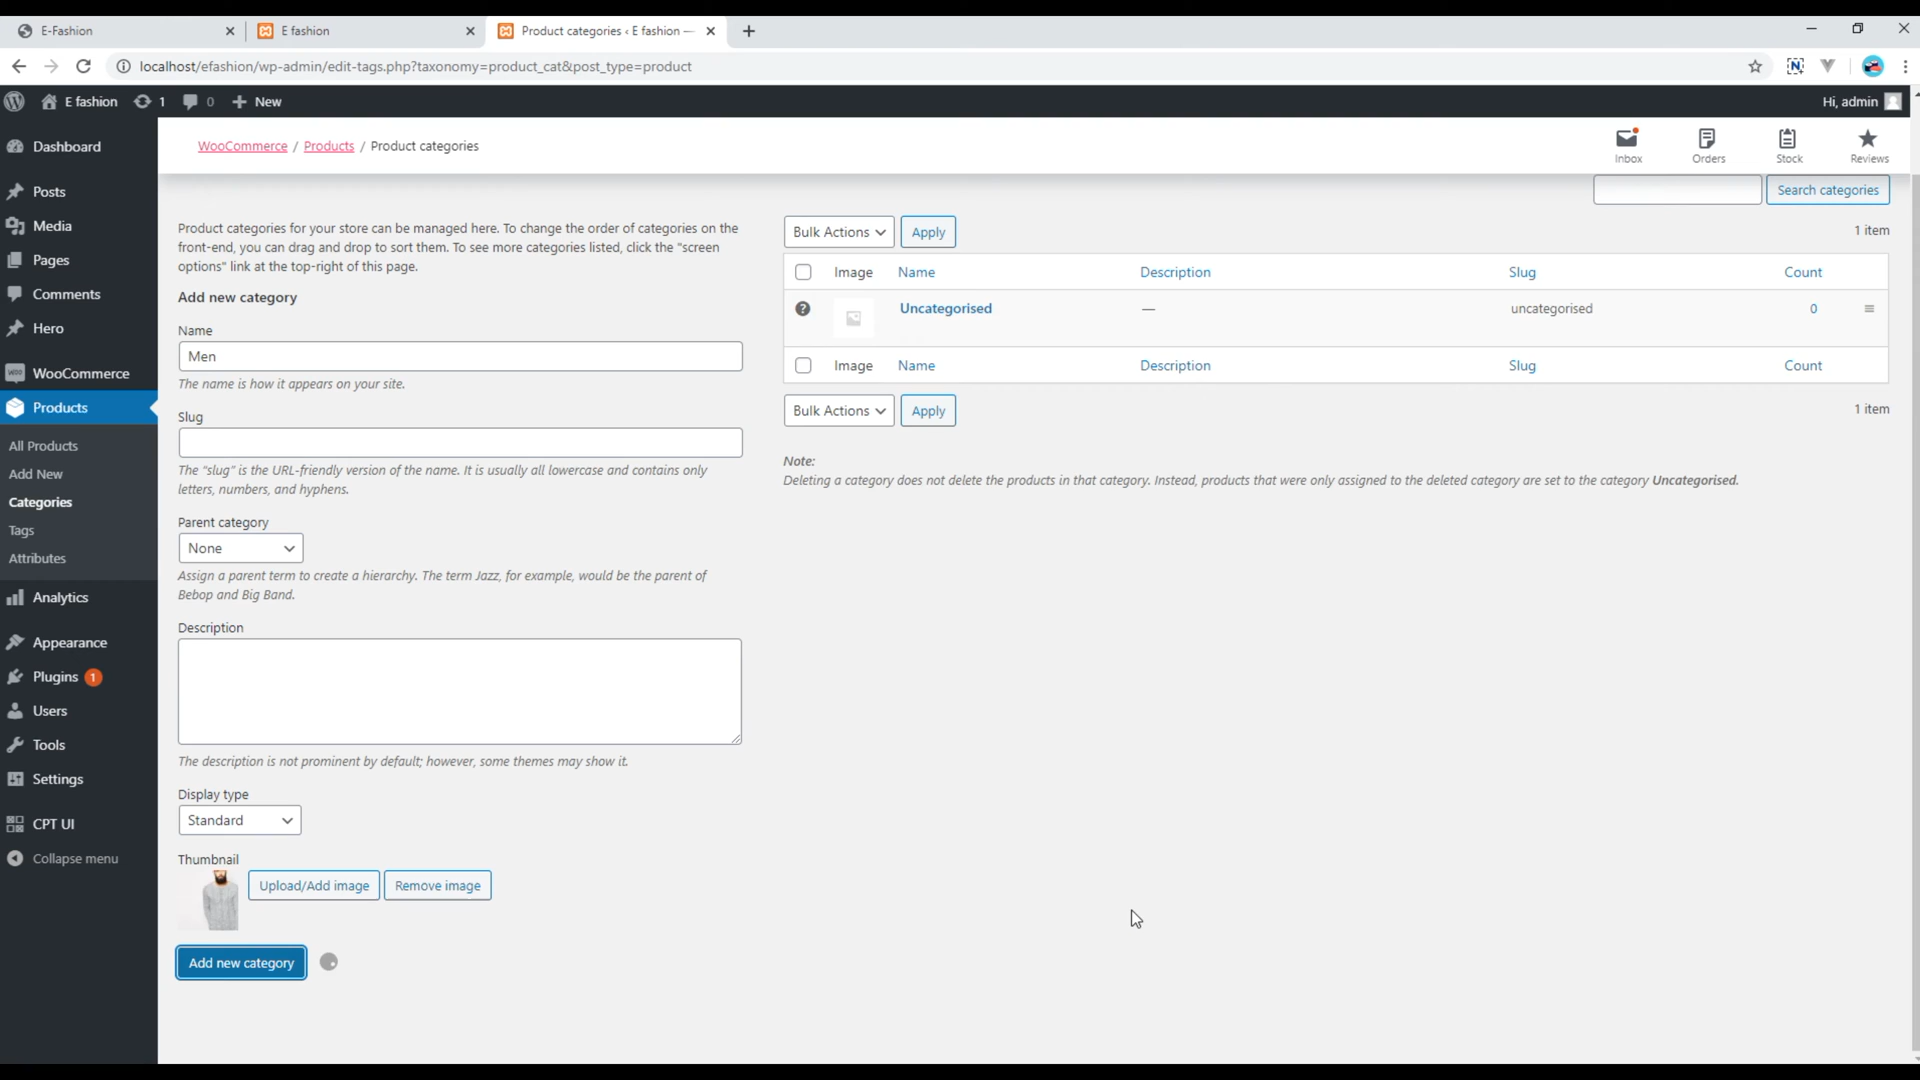 E-Fashion
E fashion
Product categories ‹ E fashion —
localhost/efashion/wp-admin/edit-tags.php?taxonomy=product_cat&post_type=product
E fashion
1
0
New
Hi, admin
Dashboard
Posts
Media
Pages
Comments
Hero
WooCommerce
Products
All Products
Add New
Categories
Tags
Attributes
Analytics
Appearance
Plugins 1
Users
Tools
Settings
CPT UI
Collapse menu
WooCommerce / Products / Product categories
Inbox
Orders
Stock
Reviews
Search categories
Product categories for your store can be managed here. To change the order of categories on the
front-end, you can drag and drop to sort them. To see more categories listed, click the "screen
options" link at the top-right of this page.
Add new category
Name
Men
The name is how it appears on your site.
Slug
The “slug” is the URL-friendly version of the name. It is usually all lowercase and contains only
letters, numbers, and hyphens.
Parent category
None
Assign a parent term to create a hierarchy. The term Jazz, for example, would be the parent of
Bebop and Big Band.
Description
The description is not prominent by default; however, some themes may show it.
Display type
Standard
Thumbnail
Upload/Add image
Remove image
Add new category
Bulk Actions
Apply
1 item
Image Name Description Slug Count
Uncategorised — uncategorised 0
Image Name Description Slug Count
Bulk Actions
Apply
1 item
Note:
Deleting a category does not delete the products in that category. Instead, products that were only assigned to the deleted category are set to the category Uncategorised.